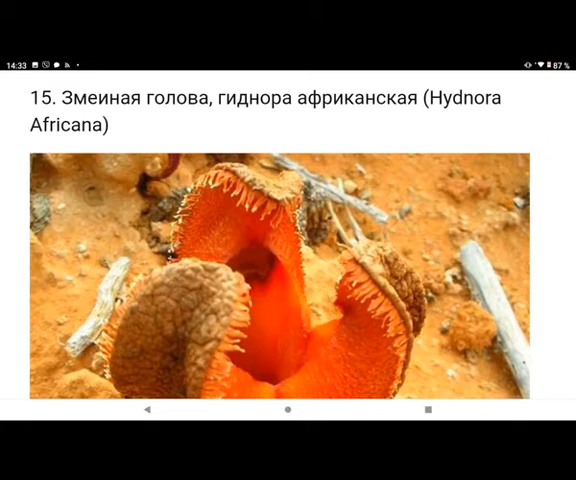 14:33 87 %
15. Змеиная голова, гиднора африканская (Hydnora
Africana)